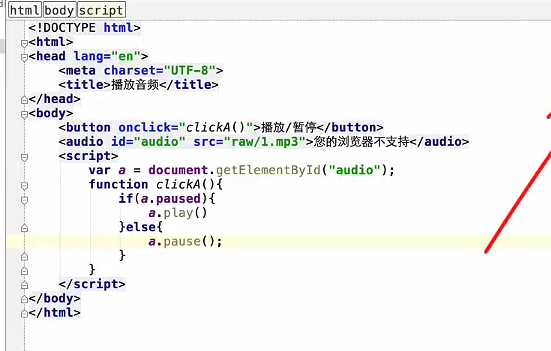 html body script
<!DOCTYPE html>
<html>
<head lang="en">
    <meta charset="UTF-8">
    <title>播放音频</title>
</head>
<body>
    <button onclick="clickA()">播放/暂停</button>
    <audio id="audio" src="raw/1.mp3">您的浏览器不支持</audio>
    <script>
        var a = document.getElementById("audio");
        function clickA(){
            if(a.paused){
                a.play()
            }else{
                a.pause();
            }
        }
    </script>
</body>
</html>